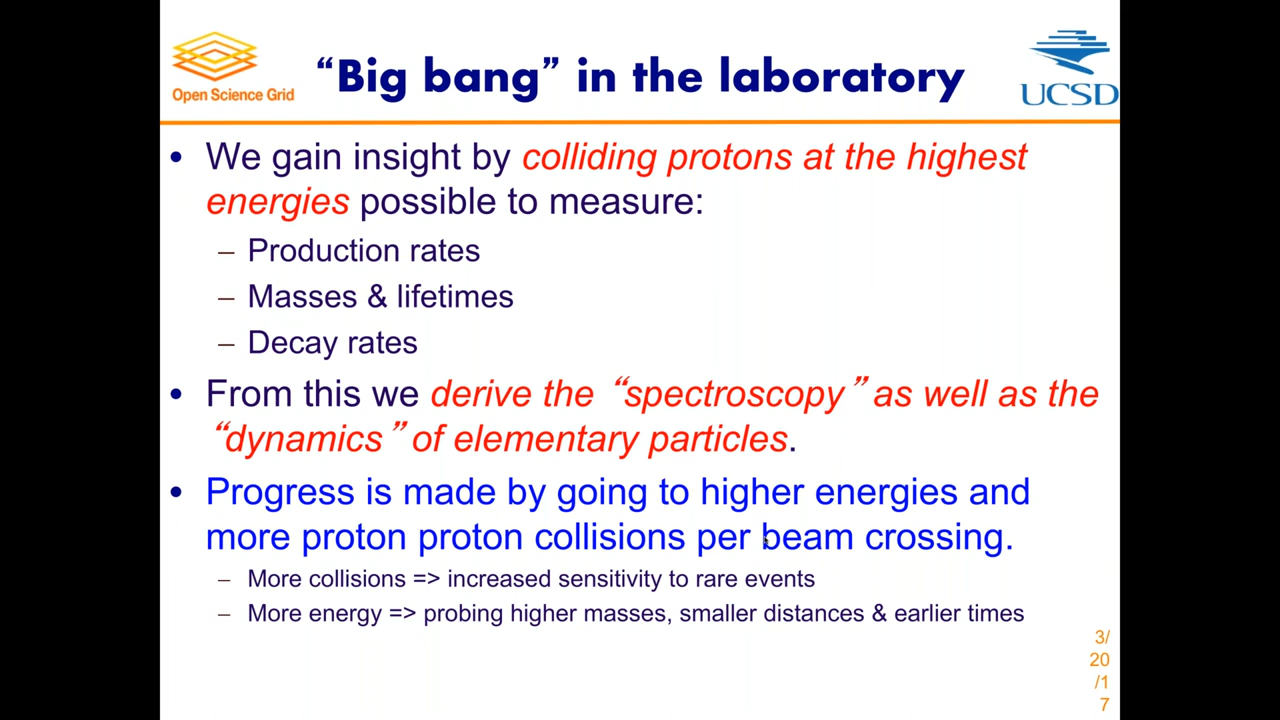 Open Science Grid
“Big bang” in the laboratory
UCSD
• We gain insight by colliding protons at the highest
energies possible to measure:
– Production rates
– Masses & lifetimes
– Decay rates
• From this we derive the “spectroscopy” as well as the
“dynamics” of elementary particles.
• Progress is made by going to higher energies and
more proton proton collisions per beam crossing.
– More collisions => increased sensitivity to rare events
– More energy => probing higher masses, smaller distances & earlier times
3/
20
/1
7